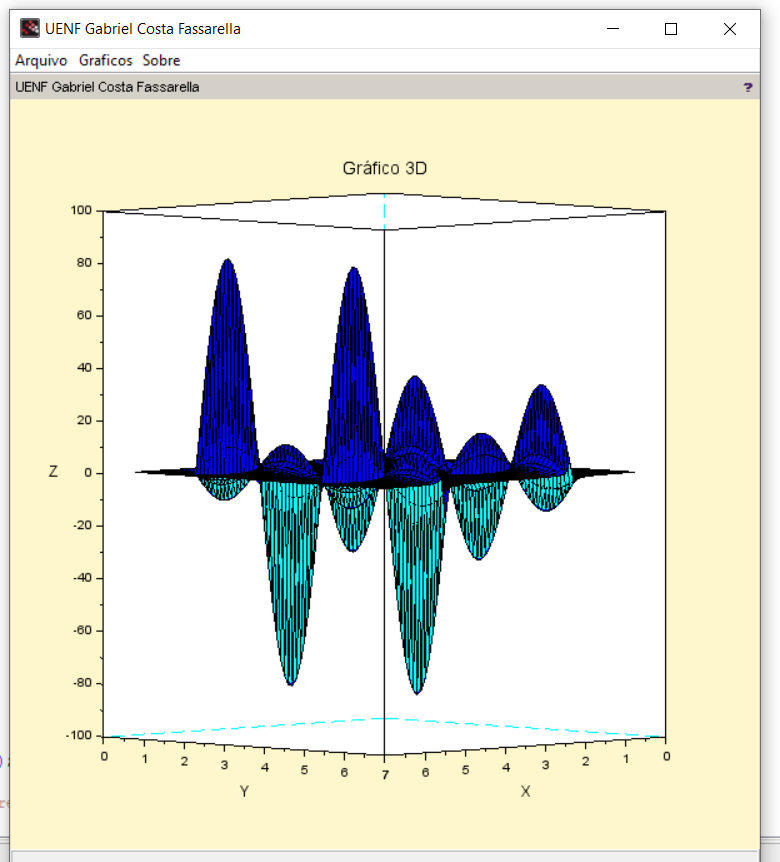 UENF Gabriel Costa Fassarella
Arquivo Graficos Sobre
UENF Gabriel Costa Fassarella ?
Gráfico 3D
100
80
60
40
20
Z 0
-20
-40
-60
-80
-100
0 1 2 3 4 5 6 7 6 5 4 3 2 1 0
Y X